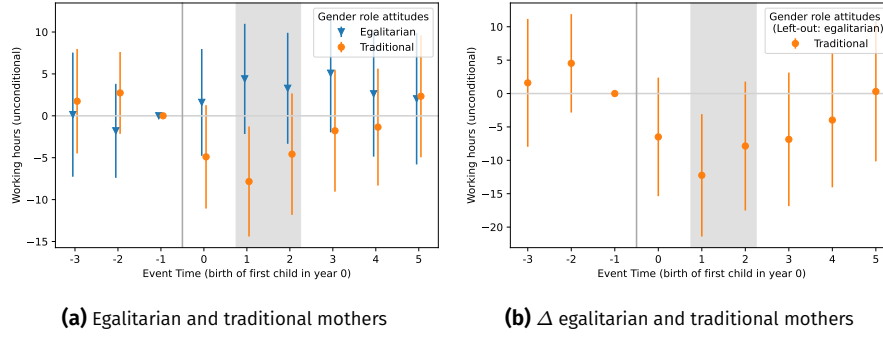 Gender role attitudes
Egalitarian
Traditional
Working hours (unconditional)
10
5
0
−5
−10
−15
-3 -2 -1 0 1 2 3 4 5
Event Time (birth of first child in year 0)
(a) Egalitarian and traditional mothers
Gender role attitudes
(Left-out: egalitarian)
Traditional
Working hours (unconditional)
10
5
0
−5
−10
−15
−20
-3 -2 -1 0 1 2 3 4 5
Event Time (birth of first child in year 0)
(b) Δ egalitarian and traditional mothers